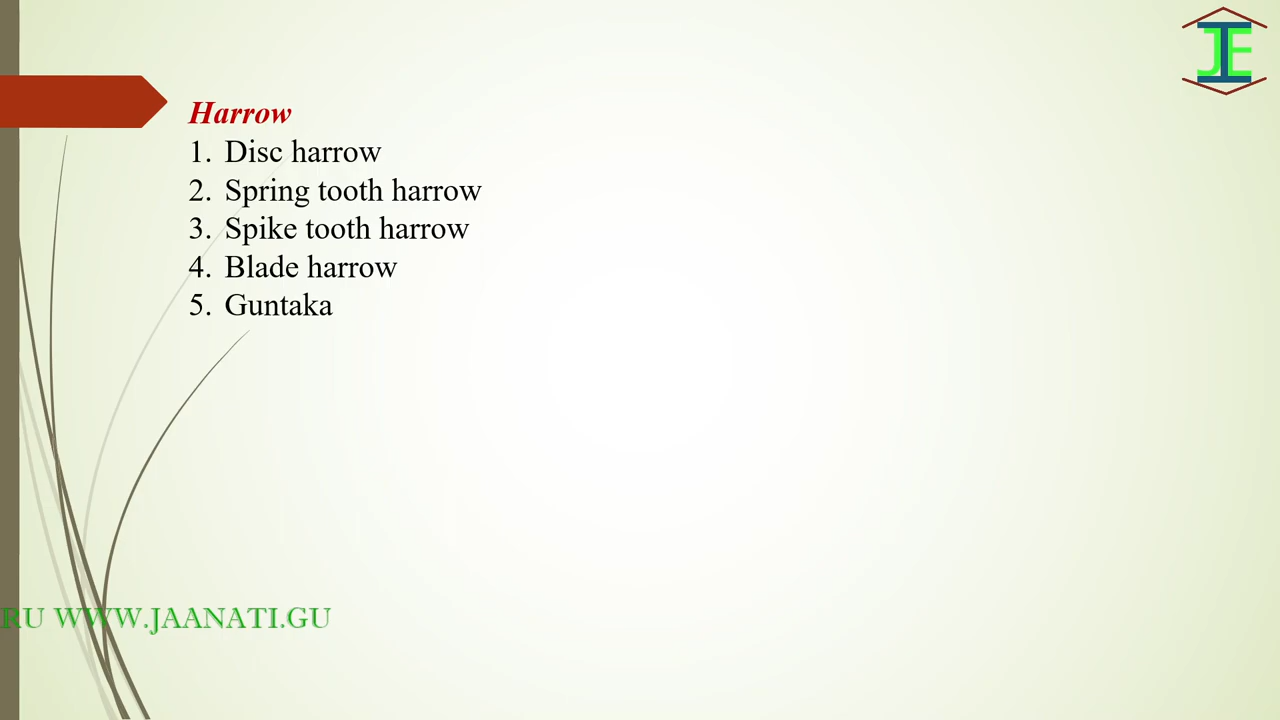 JIE
Harrow
1. Disc harrow
2. Spring tooth harrow
3. Spike tooth harrow
4. Blade harrow
5. Guntaka
RU WWW.JAANATI.GU